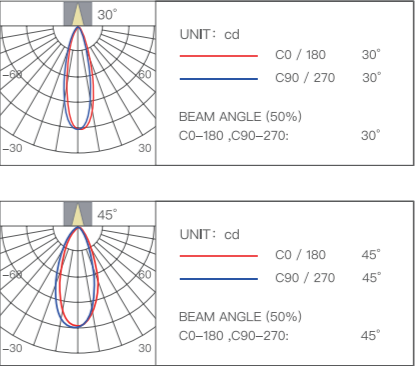 30°
–60
60
–30
30
UNIT: cd
C0 / 180 30°
C90 / 270 30°
BEAM ANGLE (50%)
C0–180 ,C90–270: 30°
45°
–60
60
–30
30
UNIT: cd
C0 / 180 45°
C90 / 270 45°
BEAM ANGLE (50%)
C0–180 ,C90–270: 45°